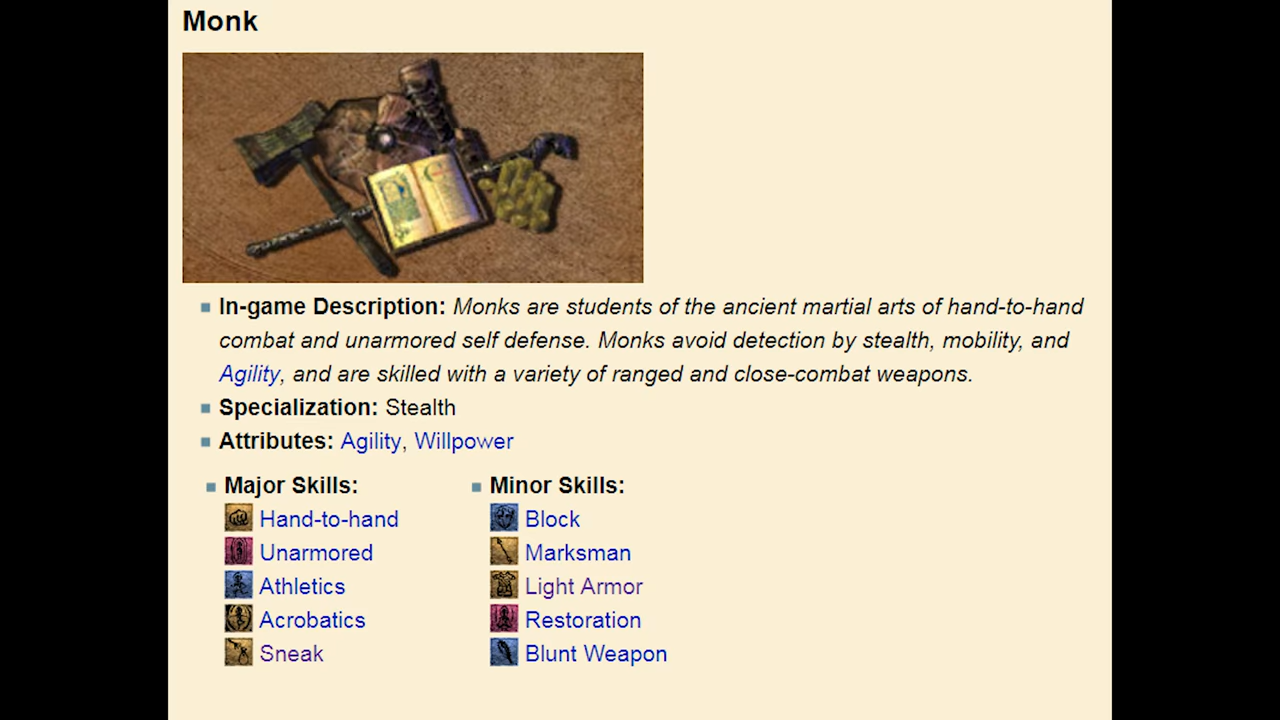 Monk
In-game Description: Monks are students of the ancient martial arts of hand-to-hand
combat and unarmored self defense. Monks avoid detection by stealth, mobility, and
Agility, and are skilled with a variety of ranged and close-combat weapons.
Specialization: Stealth
Attributes: Agility, Willpower
Major Skills:
Hand-to-hand
Unarmored
Athletics
Acrobatics
Sneak
Minor Skills:
Block
Marksman
Light Armor
Restoration
Blunt Weapon